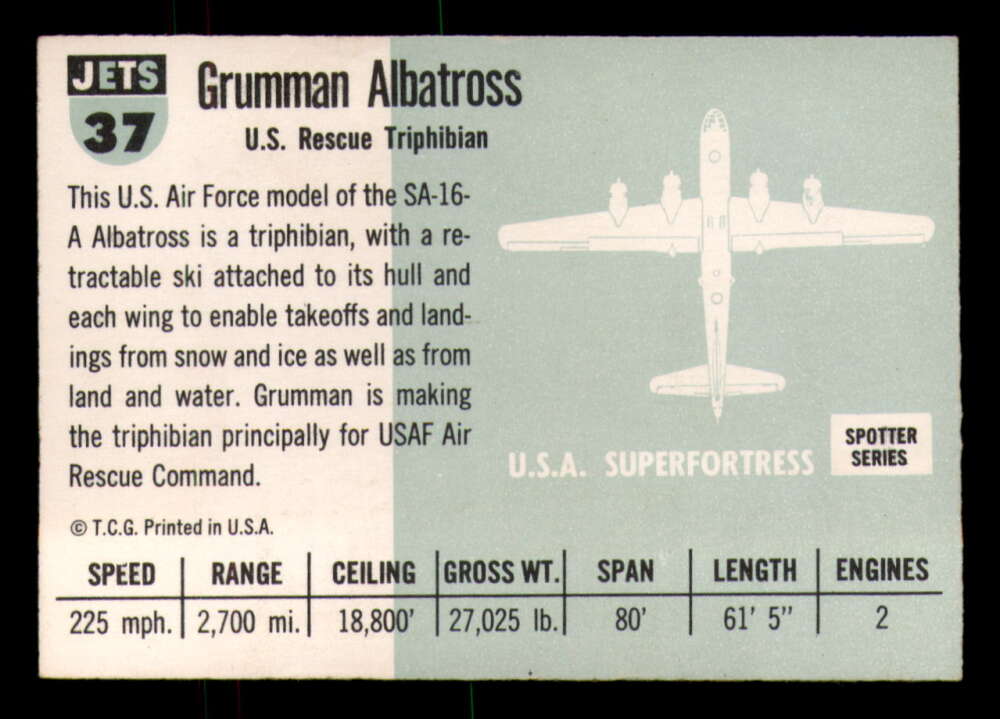 JETS
37
Grumman Albatross
U.S. Rescue Triphibian
This U.S. Air Force model of the SA-16-
A Albatross is a triphibian, with a re-
tractable ski attached to its hull and
each wing to enable takeoffs and land-
ings from snow and ice as well as from
land and water. Grumman is making
the triphibian principally for USAF Air
Rescue Command.
© T.C.G. Printed in U.S.A.
U.S.A. SUPERFORTRESS
SPOTTER
SERIES
SPEED RANGE CEILING GROSS WT. SPAN LENGTH ENGINES
225 mph. 2,700 mi. 18,800' 27,025 lb. 80' 61' 5" 2